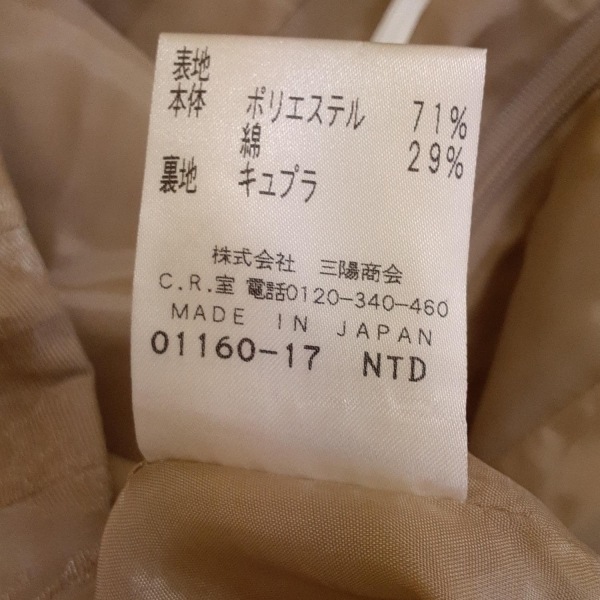 表地
本体 ポリエステル 71%
綿 29%
裏地 キュプラ
株式会社 三陽商会
C.R.室 電話0120-340-460
MADE IN JAPAN
01160-17 NTD